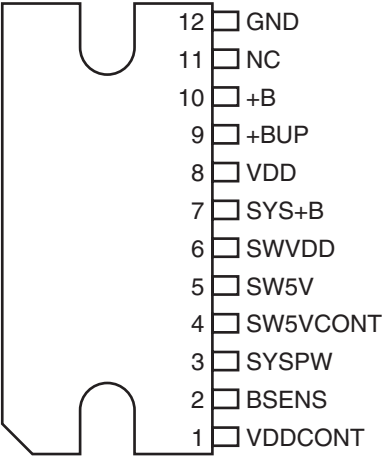 12 GND
11 NC
10 +B
9 +BUP
8 VDD
7 SYS+B
6 SWVDD
5 SW5V
4 SW5VCONT
3 SYSPW
2 BSENS
1 VDDCONT